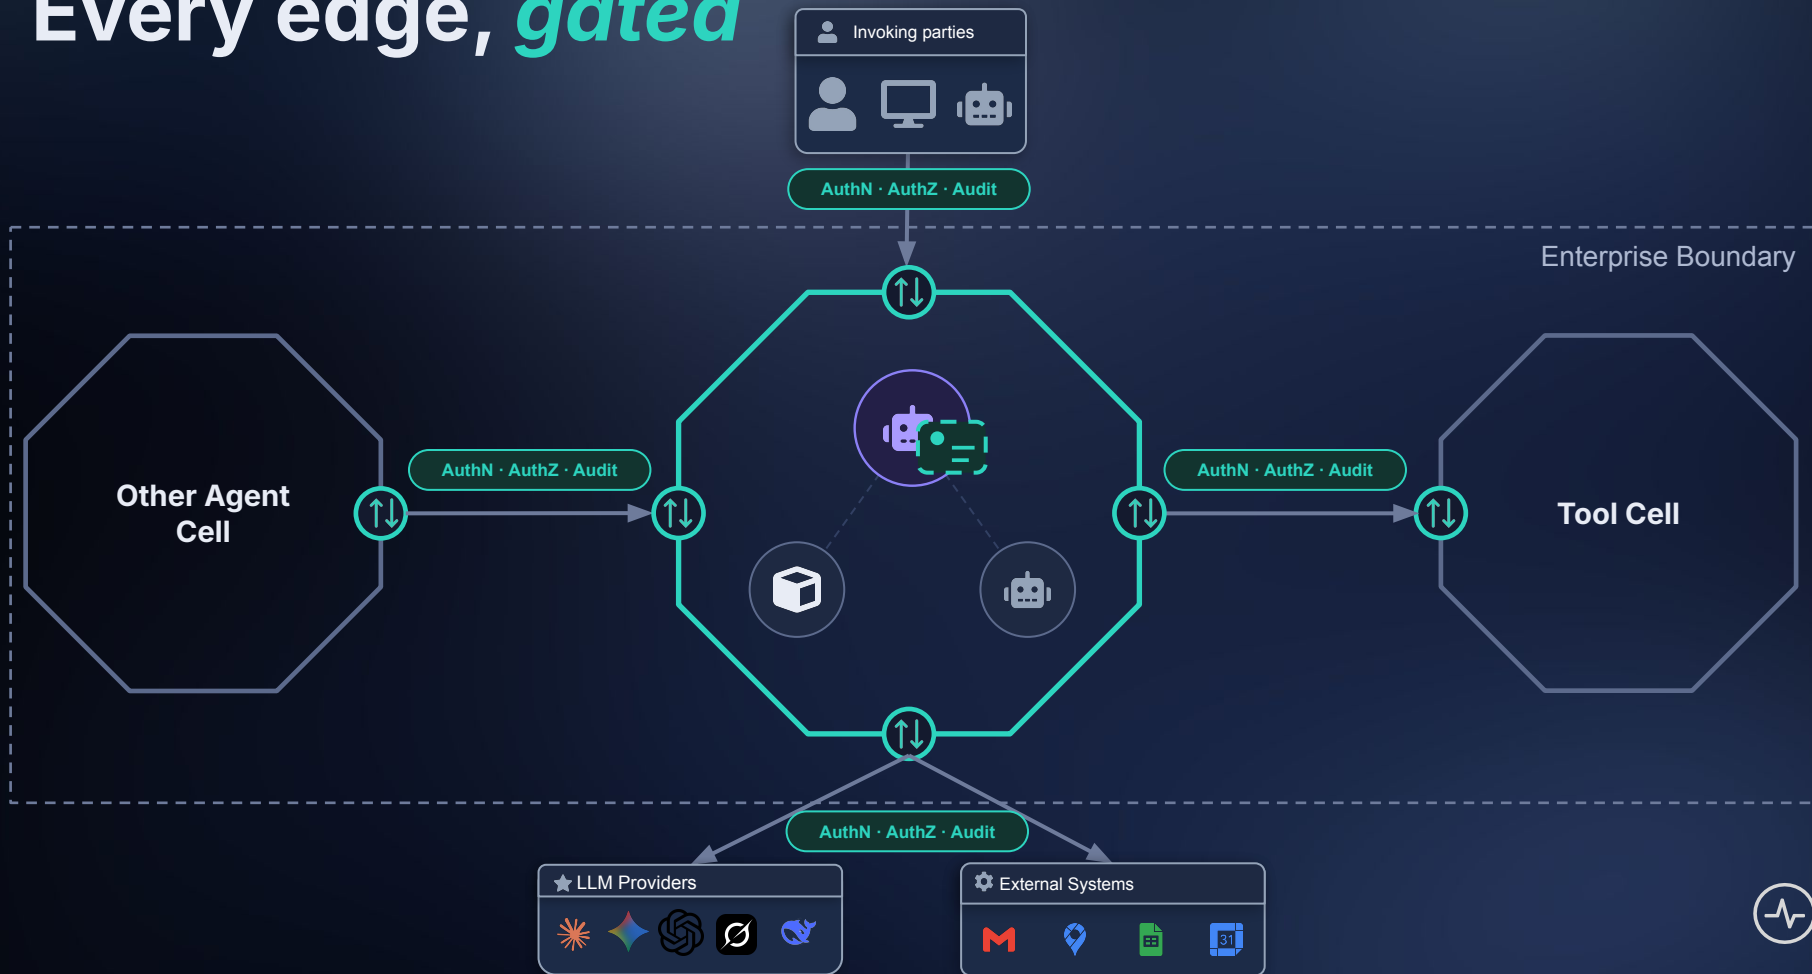 Every edge, gated
Invoking parties
AuthN · AuthZ · Audit
Enterprise Boundary
Other Agent
Cell
AuthN · AuthZ · Audit
AuthN · AuthZ · Audit
Tool Cell
AuthN · AuthZ · Audit
LLM Providers
External Systems
31